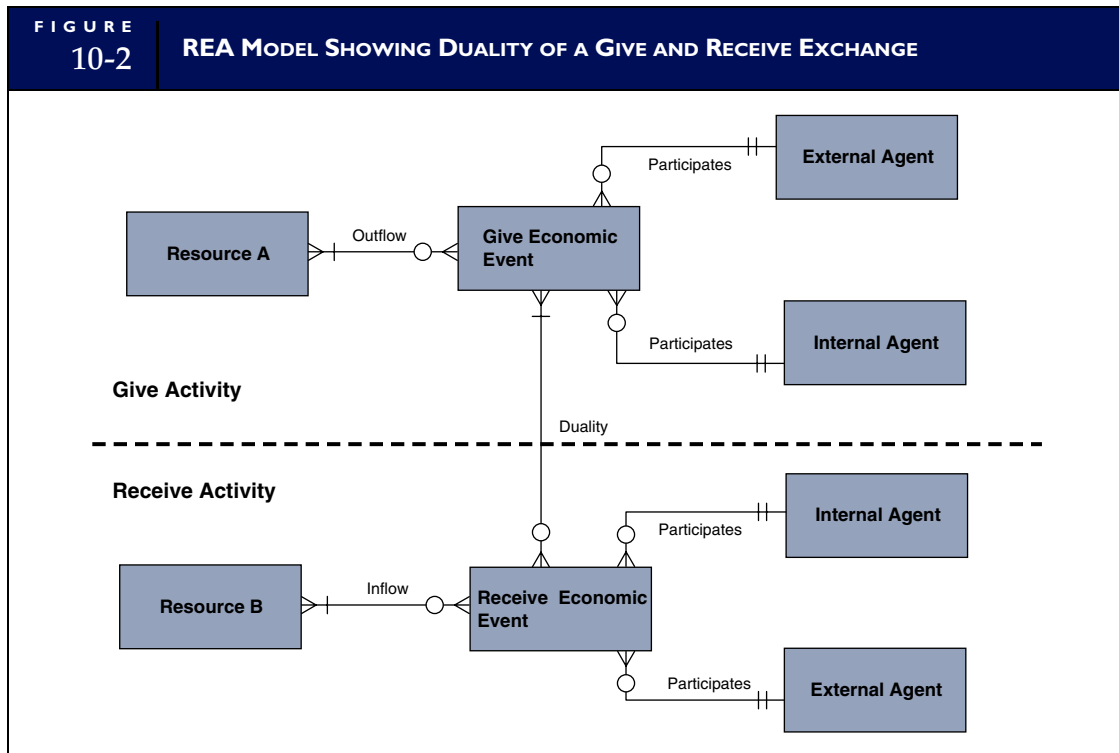 FIGURE
10-2
REA MODEL SHOWING DUALITY OF A GIVE AND RECEIVE EXCHANGE
External Agent
Participates
Resource A
Outflow
Give Economic
Event
Participates
Internal Agent
Give Activity
Duality
Receive Activity
Internal Agent
Participates
Resource B
Inflow
Receive Economic
Event
Participates
External Agent